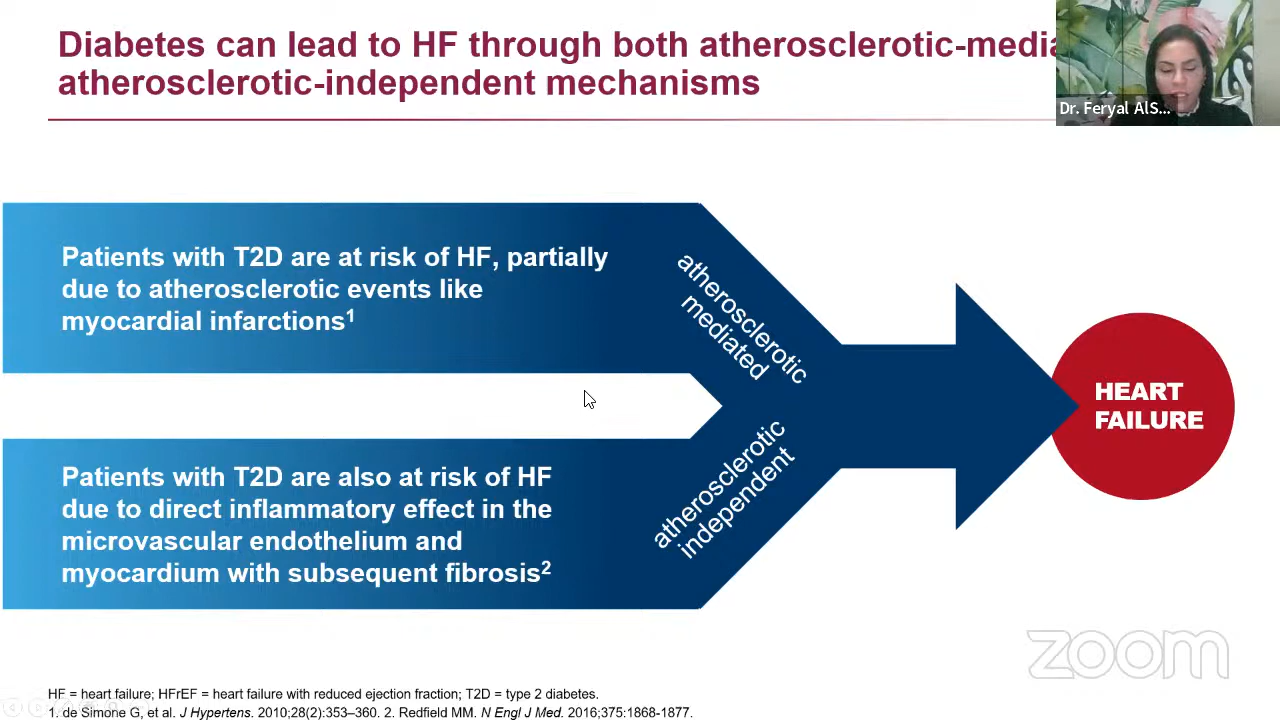 Diabetes can lead to HF through both atherosclerotic-media
atherosclerotic-independent mechanisms
Dr. Feryal AlS...
Patients with T2D are at risk of HF, partially
due to atherosclerotic events like
myocardial infarctions1
atherosclerotic
mediated
Patients with T2D are also at risk of HF
due to direct inflammatory effect in the
microvascular endothelium and
myocardium with subsequent fibrosis2
atherosclerotic
independent
HEART
FAILURE
zoom
HF = heart failure; HFrEF = heart failure with reduced ejection fraction; T2D = type 2 diabetes.
1. de Simone G, et al. J Hypertens. 2010;28(2):353–360. 2. Redfield MM. N Engl J Med. 2016;375:1868-1877.